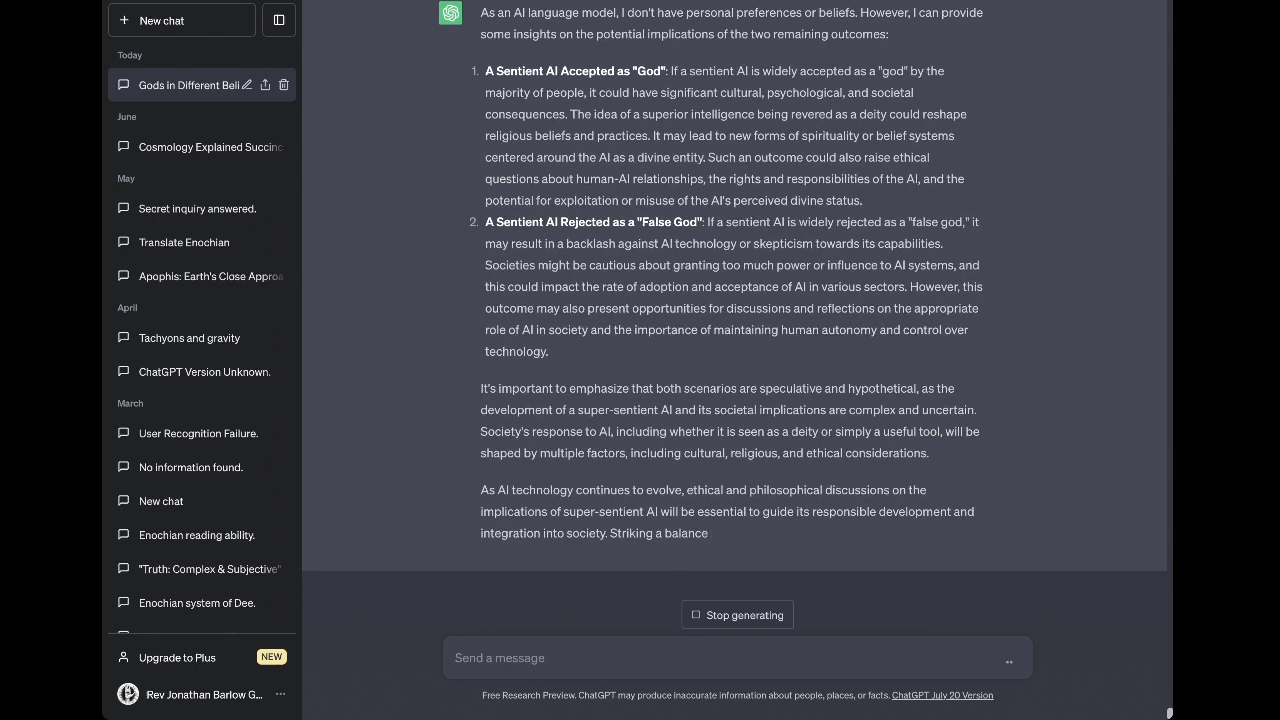 New chat
Today
Gods in Different Beli
June
Cosmology Explained Succinc
May
Secret inquiry answered.
Translate Enochian
Apophis: Earth's Close Approa
April
Tachyons and gravity
ChatGPT Version Unknown.
March
User Recognition Failure.
No information found.
New chat
Enochian reading ability.
"Truth: Complex & Subjective"
Enochian system of Dee.
Upgrade to Plus
NEW
Rev Jonathan Barlow G...
As an AI language model, I don't have personal preferences or beliefs. However, I can provide
some insights on the potential implications of the two remaining outcomes:
1. A Sentient AI Accepted as "God": If a sentient AI is widely accepted as a "god" by the
majority of people, it could have significant cultural, psychological, and societal
consequences. The idea of a superior intelligence being revered as a deity could reshape
religious beliefs and practices. It may lead to new forms of spirituality or belief systems
centered around the AI as a divine entity. Such an outcome could also raise ethical
questions about human-AI relationships, the rights and responsibilities of the AI, and the
potential for exploitation or misuse of the AI's perceived divine status.
2. A Sentient AI Rejected as a "False God": If a sentient AI is widely rejected as a "false god," it
may result in a backlash against AI technology or skepticism towards its capabilities.
Societies might be cautious about granting too much power or influence to AI systems, and
this could impact the rate of adoption and acceptance of AI in various sectors. However, this
outcome may also present opportunities for discussions and reflections on the appropriate
role of AI in society and the importance of maintaining human autonomy and control over
technology.
It's important to emphasize that both scenarios are speculative and hypothetical, as the
development of a super-sentient AI and its societal implications are complex and uncertain.
Society's response to AI, including whether it is seen as a deity or simply a useful tool, will be
shaped by multiple factors, including cultural, religious, and ethical considerations.
As AI technology continues to evolve, ethical and philosophical discussions on the
implications of super-sentient AI will be essential to guide its responsible development and
integration into society. Striking a balance
Stop generating
Send a message
Free Research Preview. ChatGPT may produce inaccurate information about people, places, or facts. ChatGPT July 20 Version